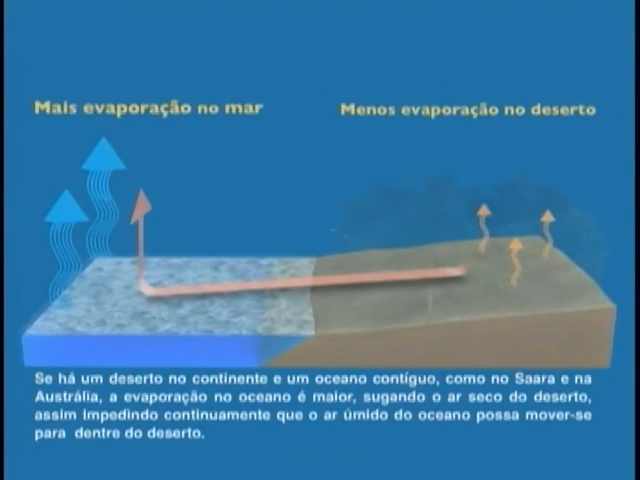 Mais evaporação no mar
Menos evaporação no deserto
Se há um deserto no continente e um oceano contíguo, como no Saara e na
Austrália, a evaporação no oceano é maior, sugando o ar seco do deserto,
assim impedindo continuamente que o ar úmido do oceano possa mover-se
para dentre do deserto.